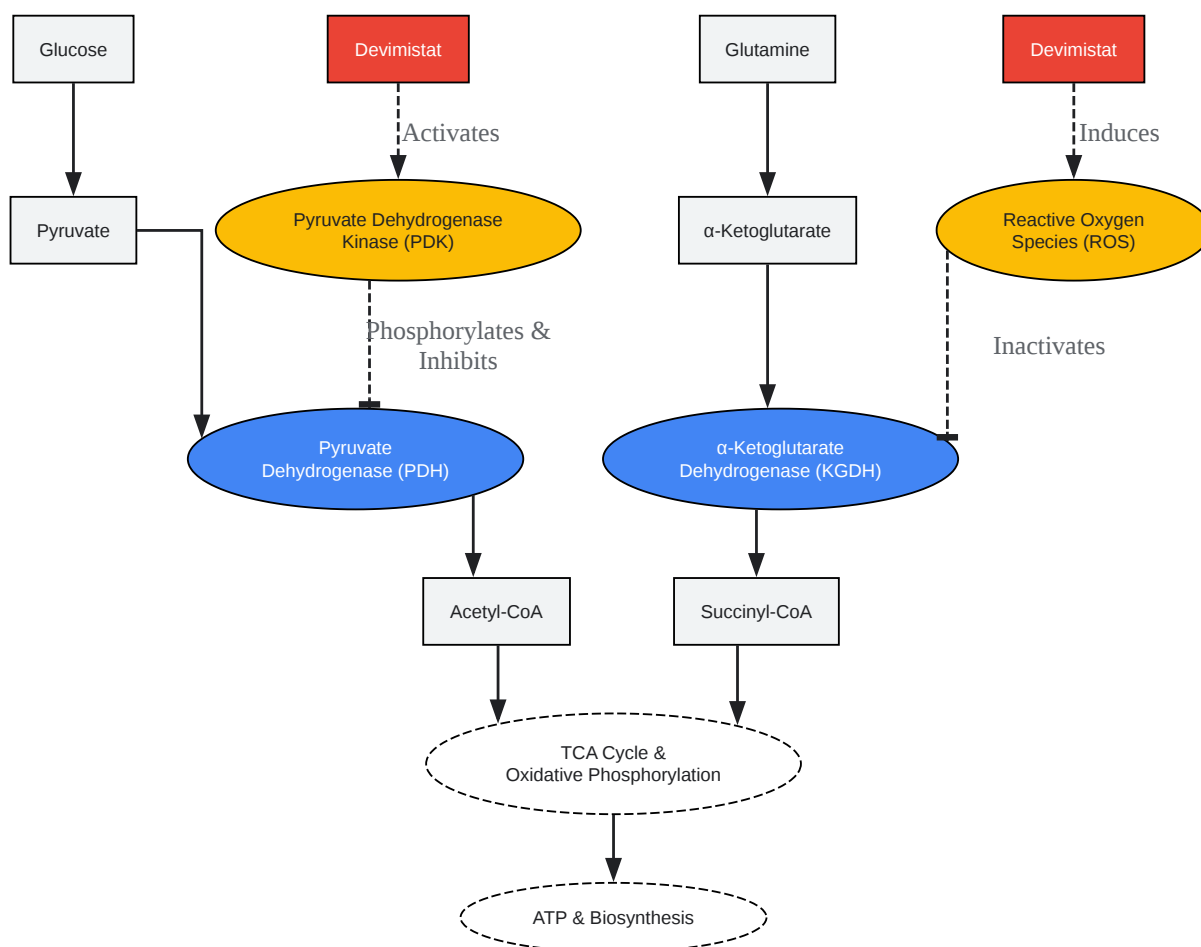 Glucose
Devimistat
Glutamine
Devimistat
Activates
Induces
Pyruvate
Pyruvate Dehydrogenase
Kinase (PDK)
α-Ketoglutarate
Reactive Oxygen
Species (ROS)
Phosphorylates &
Inhibits
Inactivates
Pyruvate
Dehydrogenase (PDH)
α-Ketoglutarate
Dehydrogenase (KGDH)
Acetyl-CoA
Succinyl-CoA
TCA Cycle &
Oxidative Phosphorylation
ATP & Biosynthesis